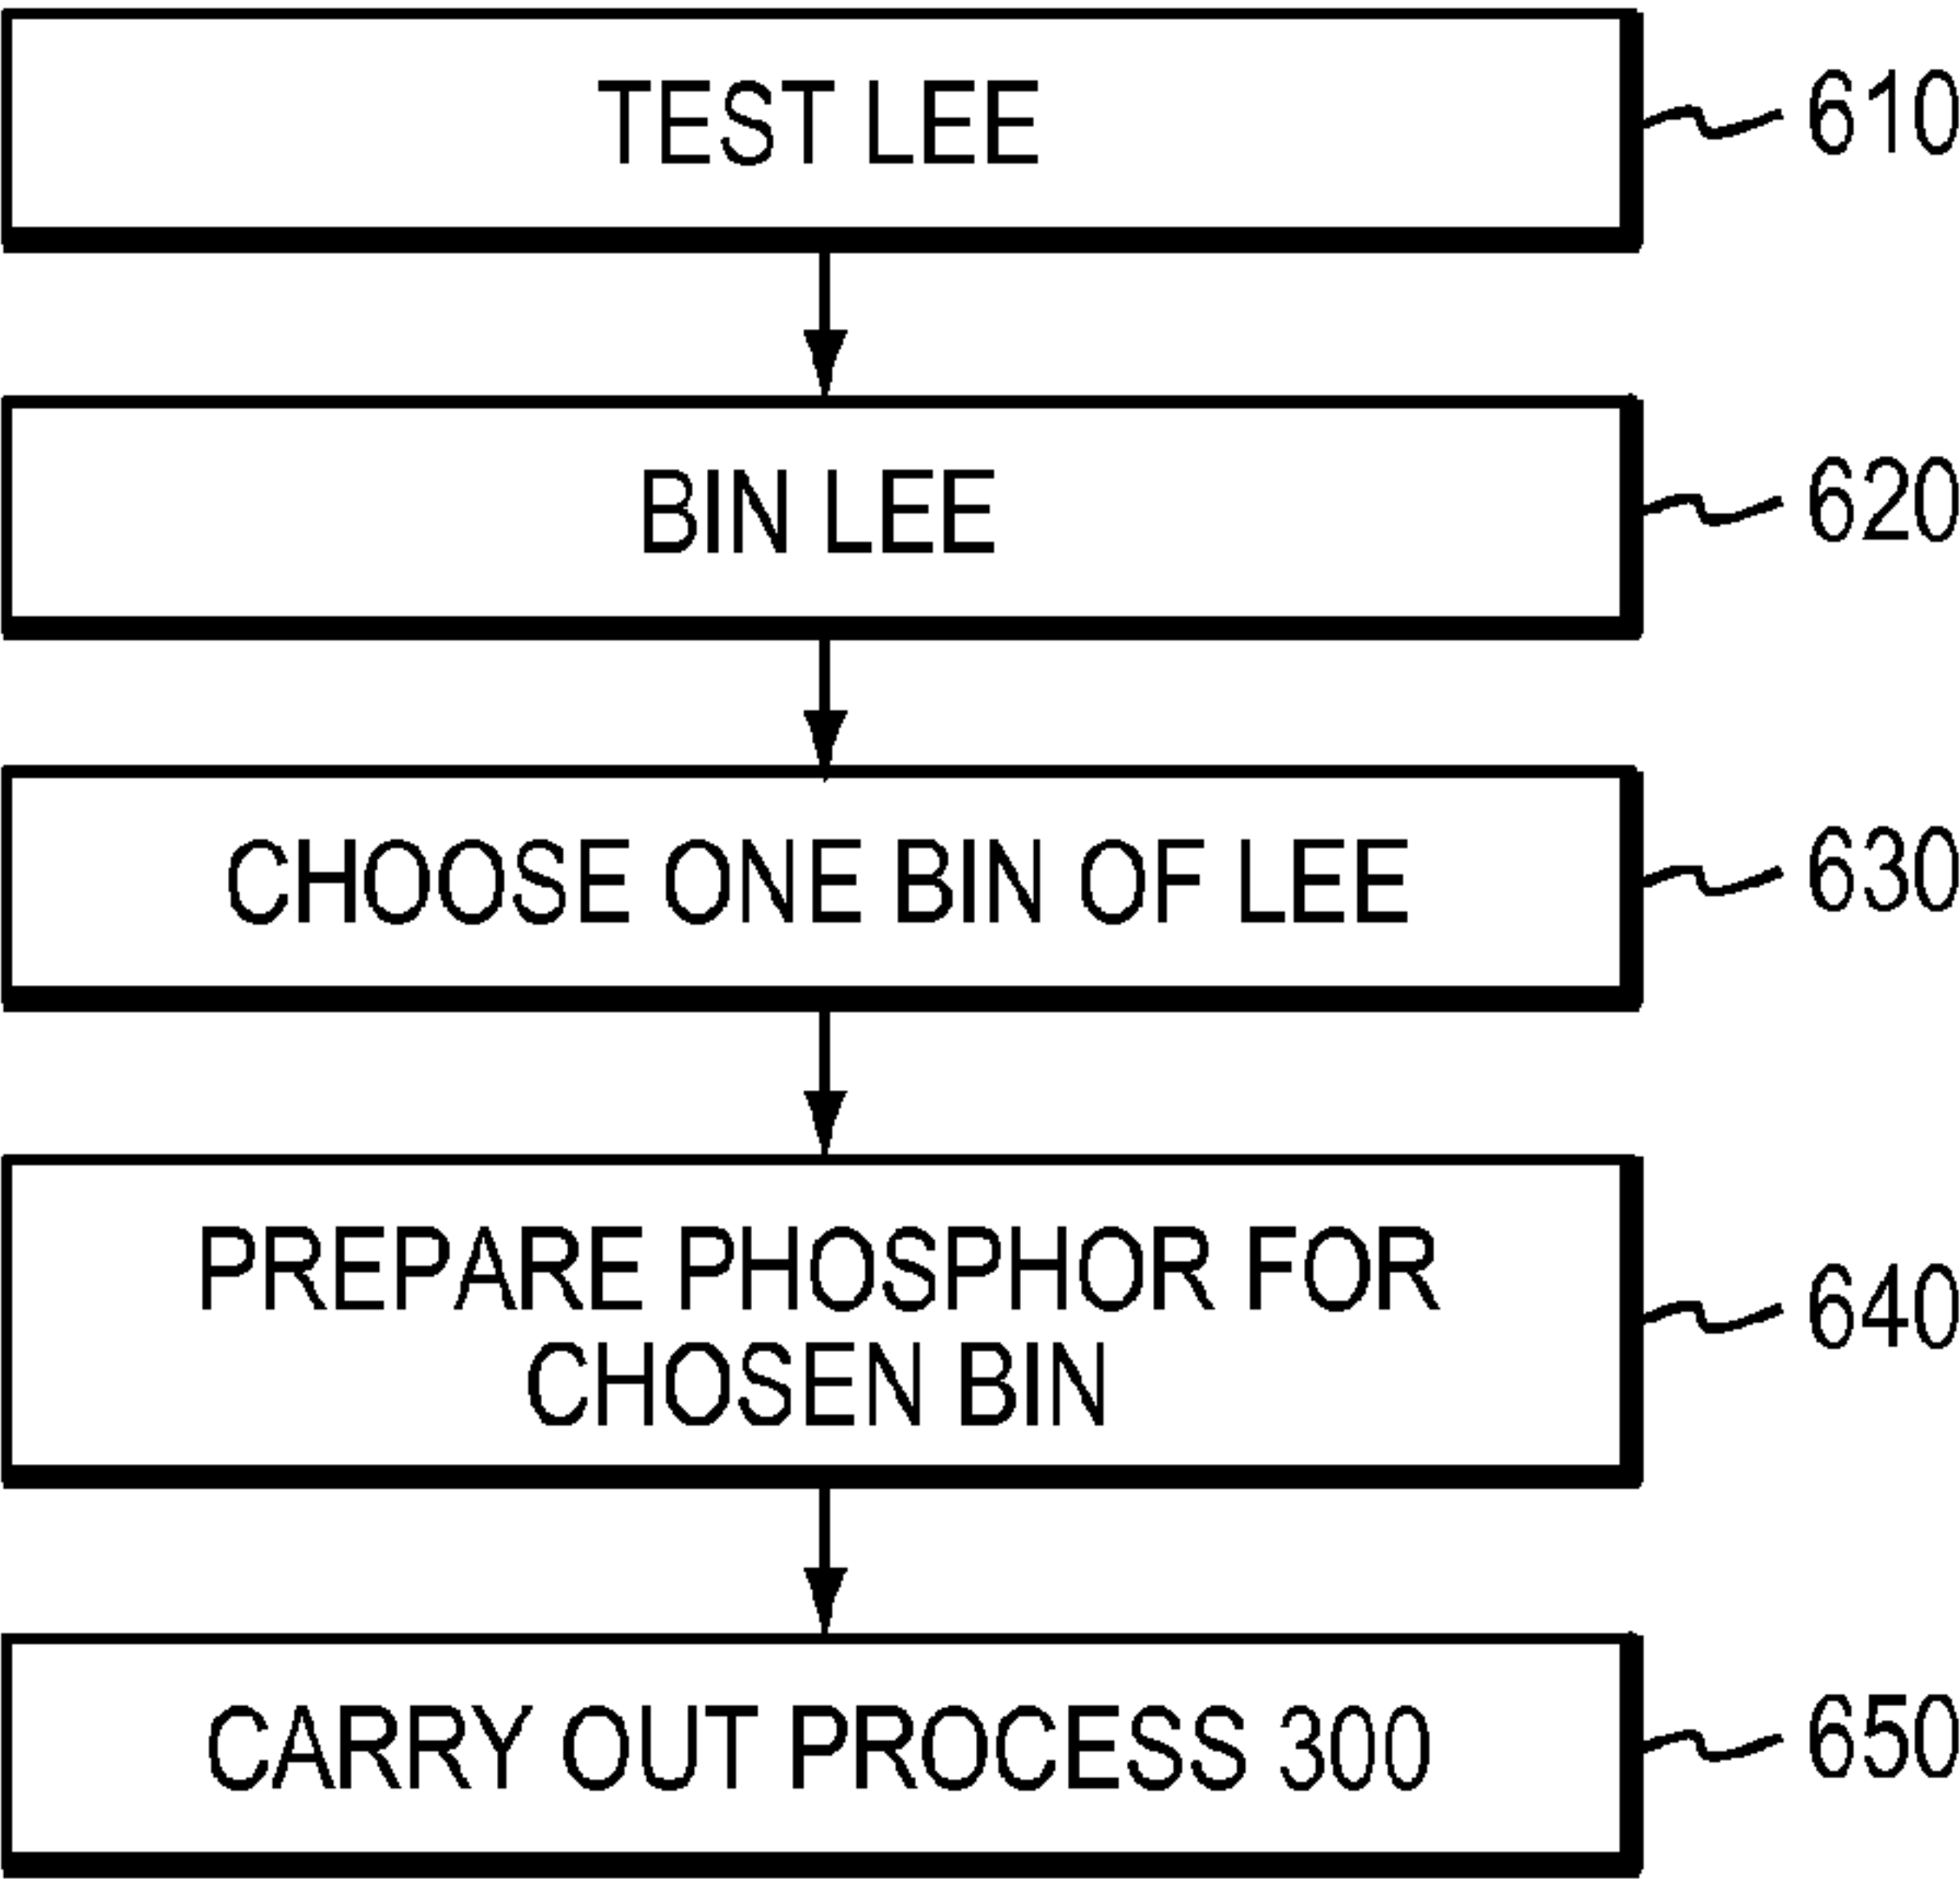 TEST LEE
610
BIN LEE
620
CHOOSE ONE BIN OF LEE
630
PREPARE PHOSPHOR FOR
CHOSEN BIN
640
CARRY OUT PROCESS 300
650